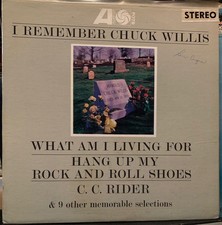 STEREO
I REMEMBER CHUCK WILLIS
WHAT AM I LIVING FOR
HANG UP MY
ROCK AND ROLL SHOES
C. C. RIDER
& 9 other memorable selections